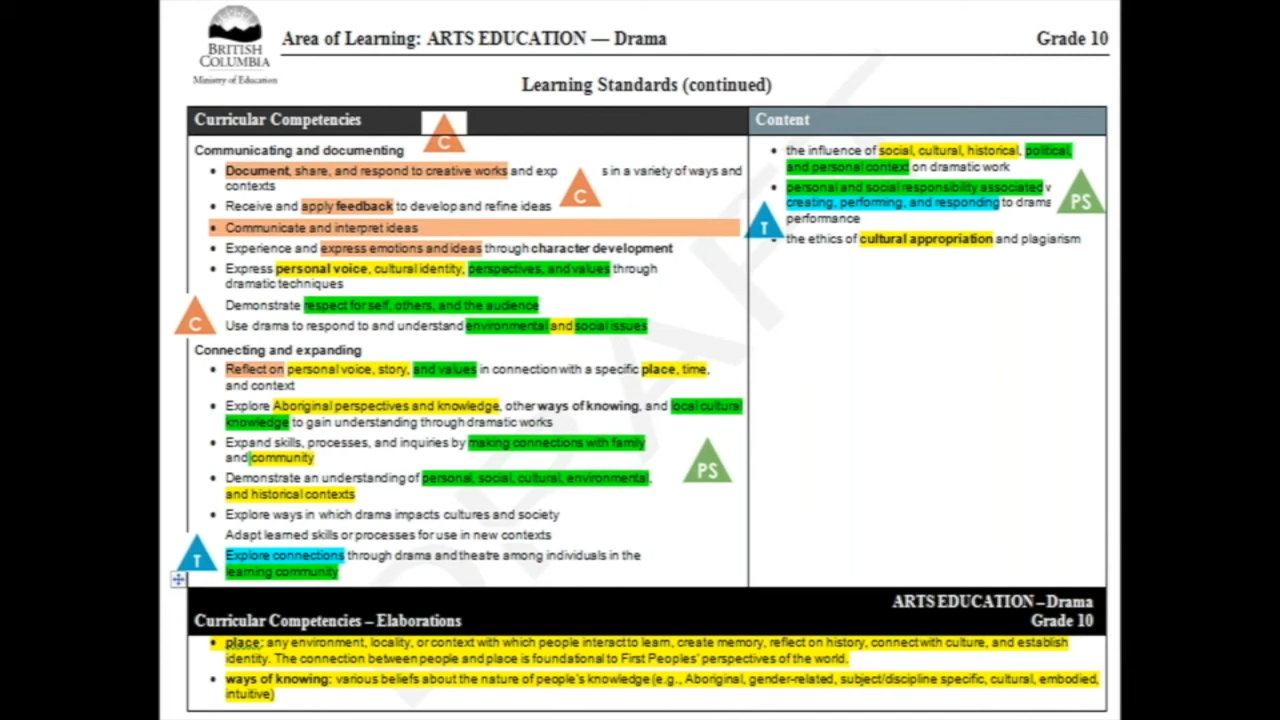 BRITISH
COLUMBIA
Ministry of Education
Area of Learning: ARTS EDUCATION — Drama
Grade 10
Learning Standards (continued)
Curricular Competencies
C
Communicating and documenting
• Document, share, and respond to creative works and exp s in a variety of ways and
contexts
C
• Receive and apply feedback to develop and refine ideas
• Communicate and interpret ideas
• Experience and express emotions and ideas through character development
• Express personal voice, cultural identity, perspectives, and values through
dramatic techniques
Demonstrate respect for self, others, and the audience
C
Use drama to respond to and understand environmental and social issues
Connecting and expanding
• Reflect on personal voice, story, and values in connection with a specific place, time,
and context
• Explore Aboriginal perspectives and knowledge, other ways of knowing, and local cultural
knowledge to gain understanding through dramatic works
• Expand skills, processes, and inquiries by making connections with family
and community
PS
• Demonstrate an understanding of personal, social, cultural, environmental,
and historical contexts
• Explore ways in which drama impacts cultures and society
Adapt learned skills or processes for use in new contexts
T
Explore connections through drama and theatre among individuals in the
learning community
Content
• the influence of social, cultural, historical, political,
and personal context on dramatic work
• personal and social responsibility associated w
PS
creating, performing, and responding to drama
T
performance
• the ethics of cultural appropriation and plagiarism
DRAFT
ARTS EDUCATION – Drama
Curricular Competencies – Elaborations
Grade 10
• place: any environment, locality, or context with which people interact to learn, create memory, reflect on history, connect with culture, and establish
identity. The connection between people and place is foundational to First Peoples' perspectives of the world.
• ways of knowing: various beliefs about the nature of people's knowledge (e.g., Aboriginal, gender-related, subject/discipline specific, cultural, embodied,
intuitive)